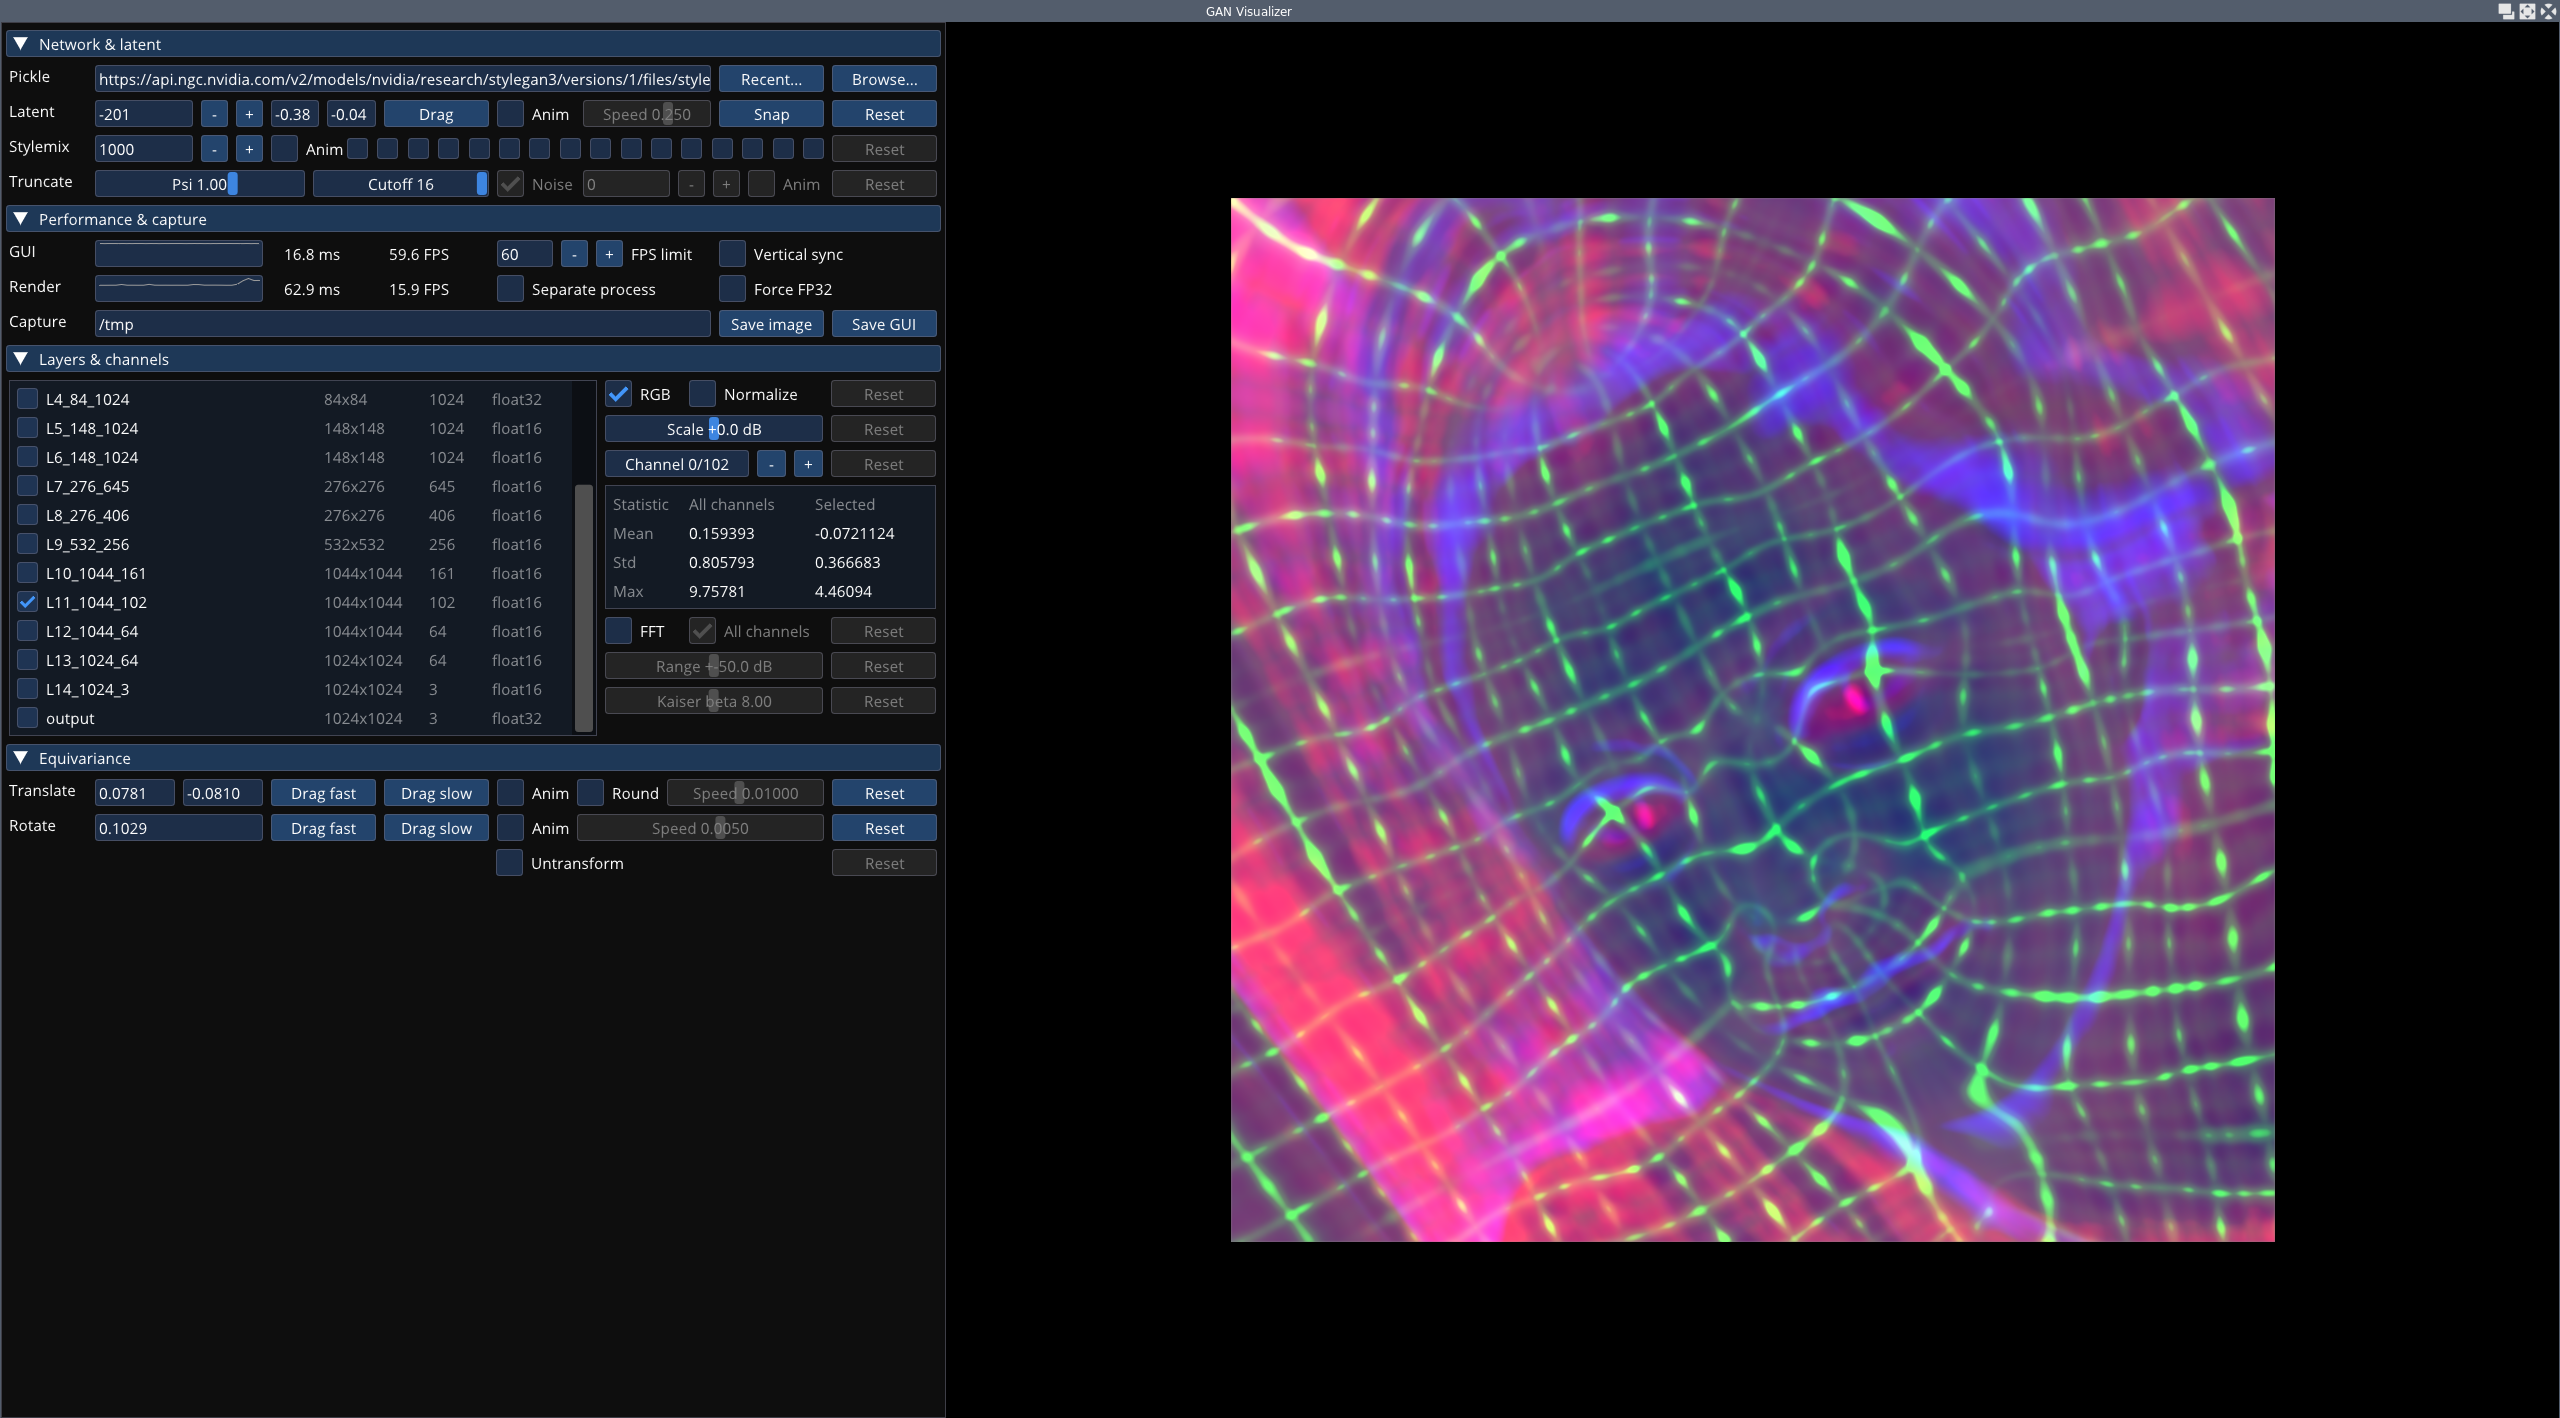 GAN Visualizer
Network & latent
Pickle https://api.ngc.nvidia.com/v2/models/nvidia/research/stylegan3/versions/1/files/style Recent... Browse...
Latent -201 - + -0.38 -0.04 Drag Anim Speed 0.250 Snap Reset
Stylemix 1000 - + Anim Reset
Truncate Psi 1.00 Cutoff 16 Noise 0 - + Anim Reset
Performance & capture
GUI 16.8 ms 59.6 FPS 60 - + FPS limit Vertical sync
Render 62.9 ms 15.9 FPS Separate process Force FP32
Capture /tmp Save image Save GUI
Layers & channels
L4_84_1024 84x84 1024 float32
L5_148_1024 148x148 1024 float16
L6_148_1024 148x148 1024 float16
L7_276_645 276x276 645 float16
L8_276_406 276x276 406 float16
L9_532_256 532x532 256 float16
L10_1044_161 1044x1044 161 float16
L11_1044_102 1044x1044 102 float16
L12_1044_64 1044x1044 64 float16
L13_1024_64 1024x1024 64 float16
L14_1024_3 1024x1024 3 float16
output 1024x1024 3 float32
RGB Normalize Reset
Scale +0.0 dB Reset
Channel 0/102 - + Reset
Statistic All channels Selected
Mean 0.159393 -0.0721124
Std 0.805793 0.366683
Max 9.75781 4.46094
FFT All channels Reset
Range +-50.0 dB Reset
Kaiser beta 8.00 Reset
Equivariance
Translate 0.0781 -0.0810 Drag fast Drag slow Anim Round Speed 0.01000 Reset
Rotate 0.1029 Drag fast Drag slow Anim Speed 0.0050 Reset
Untransform Reset